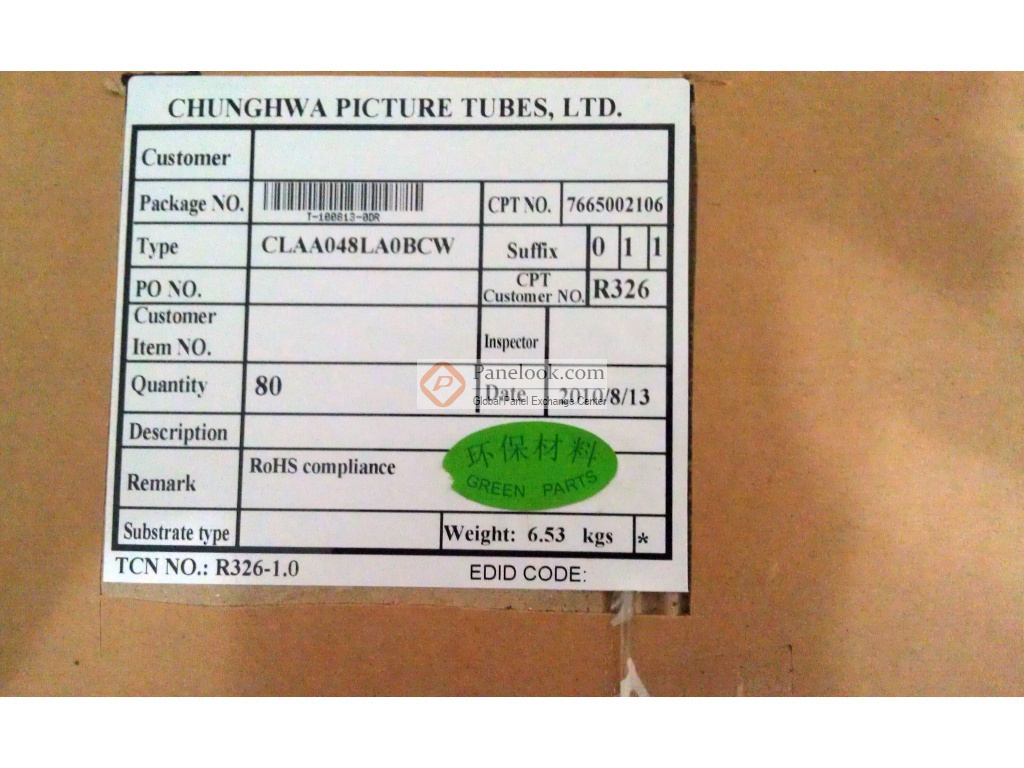 CHUNGHWA PICTURE TUBES, LTD.
Customer
Package NO. T-100813-0DR CPT NO. 7665002106
Type CLAA048LA0BCW Suffix 0 1 1
PO NO. CPT Customer NO. R326
Customer Item NO. Inspector
Panelook.com
Quantity 80 Date 2010/8/13
Global Panel Exchange Center
Description
环保材料
Remark RoHS compliance
GREEN PARTS
Substrate type Weight: 6.53 kgs *
TCN NO.: R326-1.0 EDID CODE: